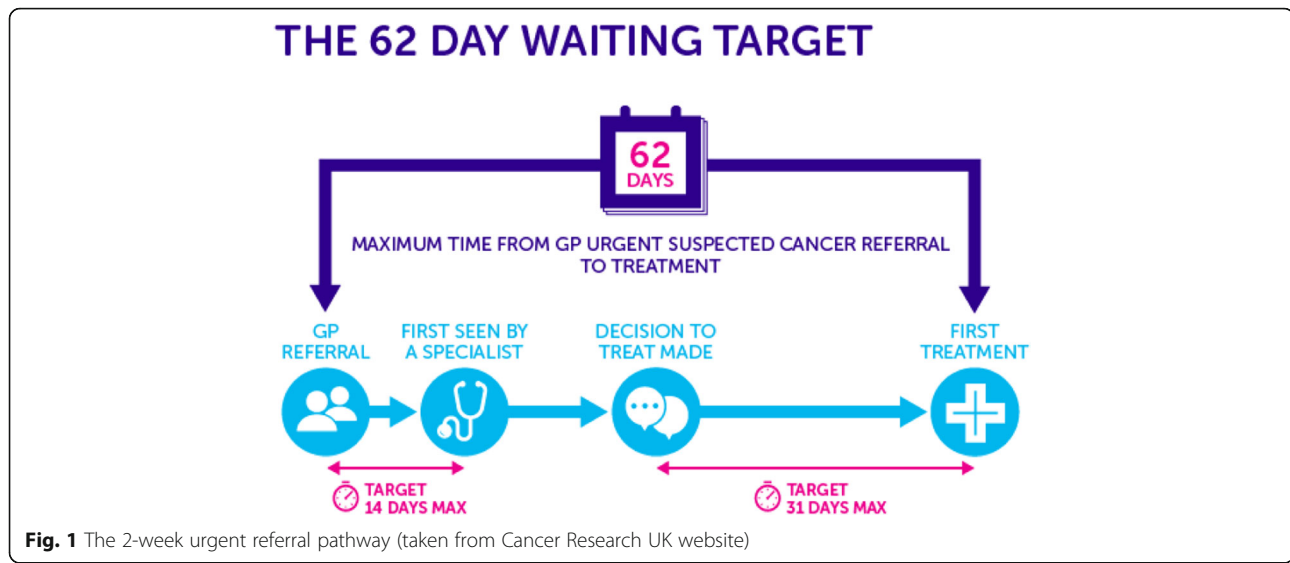 THE 62 DAY WAITING TARGET
62
DAYS
MAXIMUM TIME FROM GP URGENT SUSPECTED CANCER REFERRAL
TO TREATMENT
GP
REFERRAL
FIRST SEEN BY
A SPECIALIST
DECISION TO
TREAT MADE
FIRST
TREATMENT
TARGET
14 DAYS MAX
TARGET
31 DAYS MAX
Fig. 1 The 2-week urgent referral pathway (taken from Cancer Research UK website)